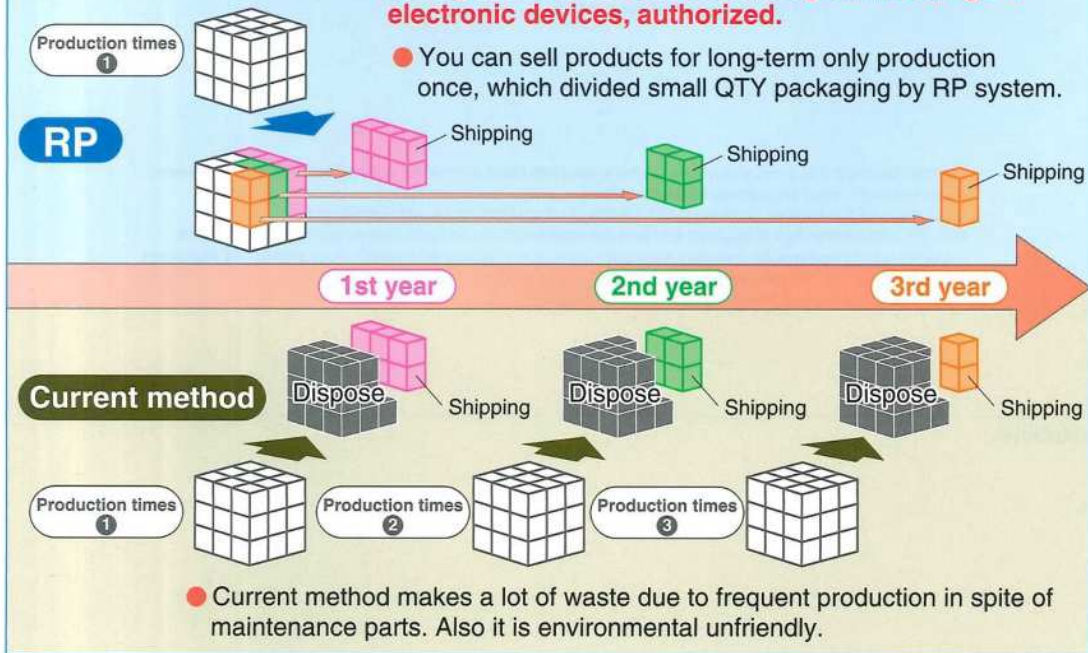 electronic devices, authorized.
Production times
1
● You can sell products for long-term only production
once, which divided small QTY packaging by RP system.
RP
Shipping
Shipping
Shipping
1st year
2nd year
3rd year
Current method
Dispose
Shipping
Dispose
Shipping
Dispose
Shipping
Production times
1
Production times
2
Production times
3
● Current method makes a lot of waste due to frequent production in spite of
maintenance parts. Also it is environmental unfriendly.